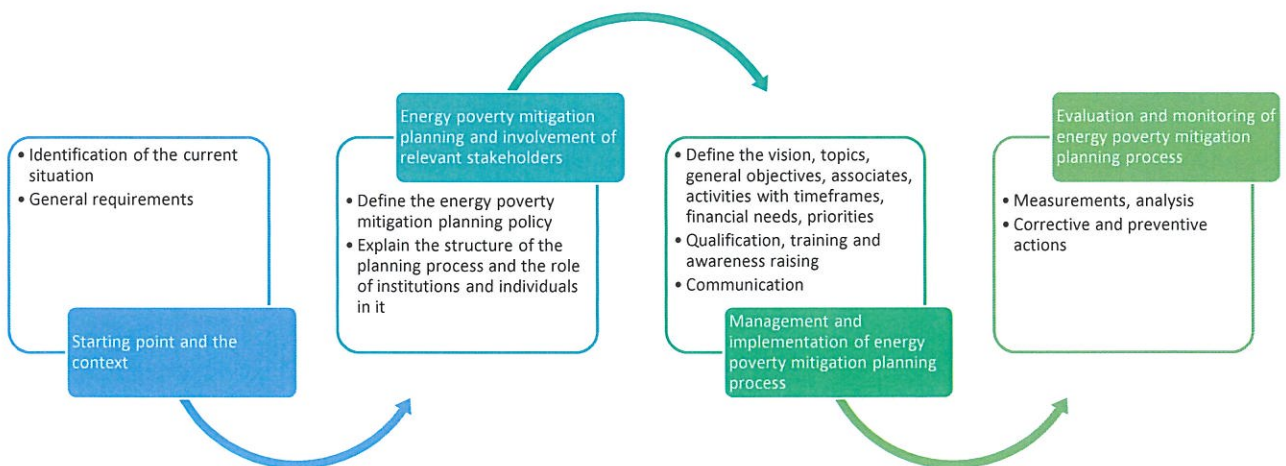 • Identification of the current
situation
• General requirements
Starting point and the
context
Energy poverty mitigation
planning and involvement of
relevant stakeholders
• Define the energy poverty
mitigation planning policy
• Explain the structure of the
planning process and the role
of institutions and individuals
in it
• Define the vision, topics,
general objectives, associates,
activities with timeframes,
financial needs, priorities
• Qualification, training and
awareness raising
• Communication
Management and
implementation of energy
poverty mitigation planning
process
Evaluation and monitoring of
energy poverty mitigation
planning process
• Measurements, analysis
• Corrective and preventive
actions